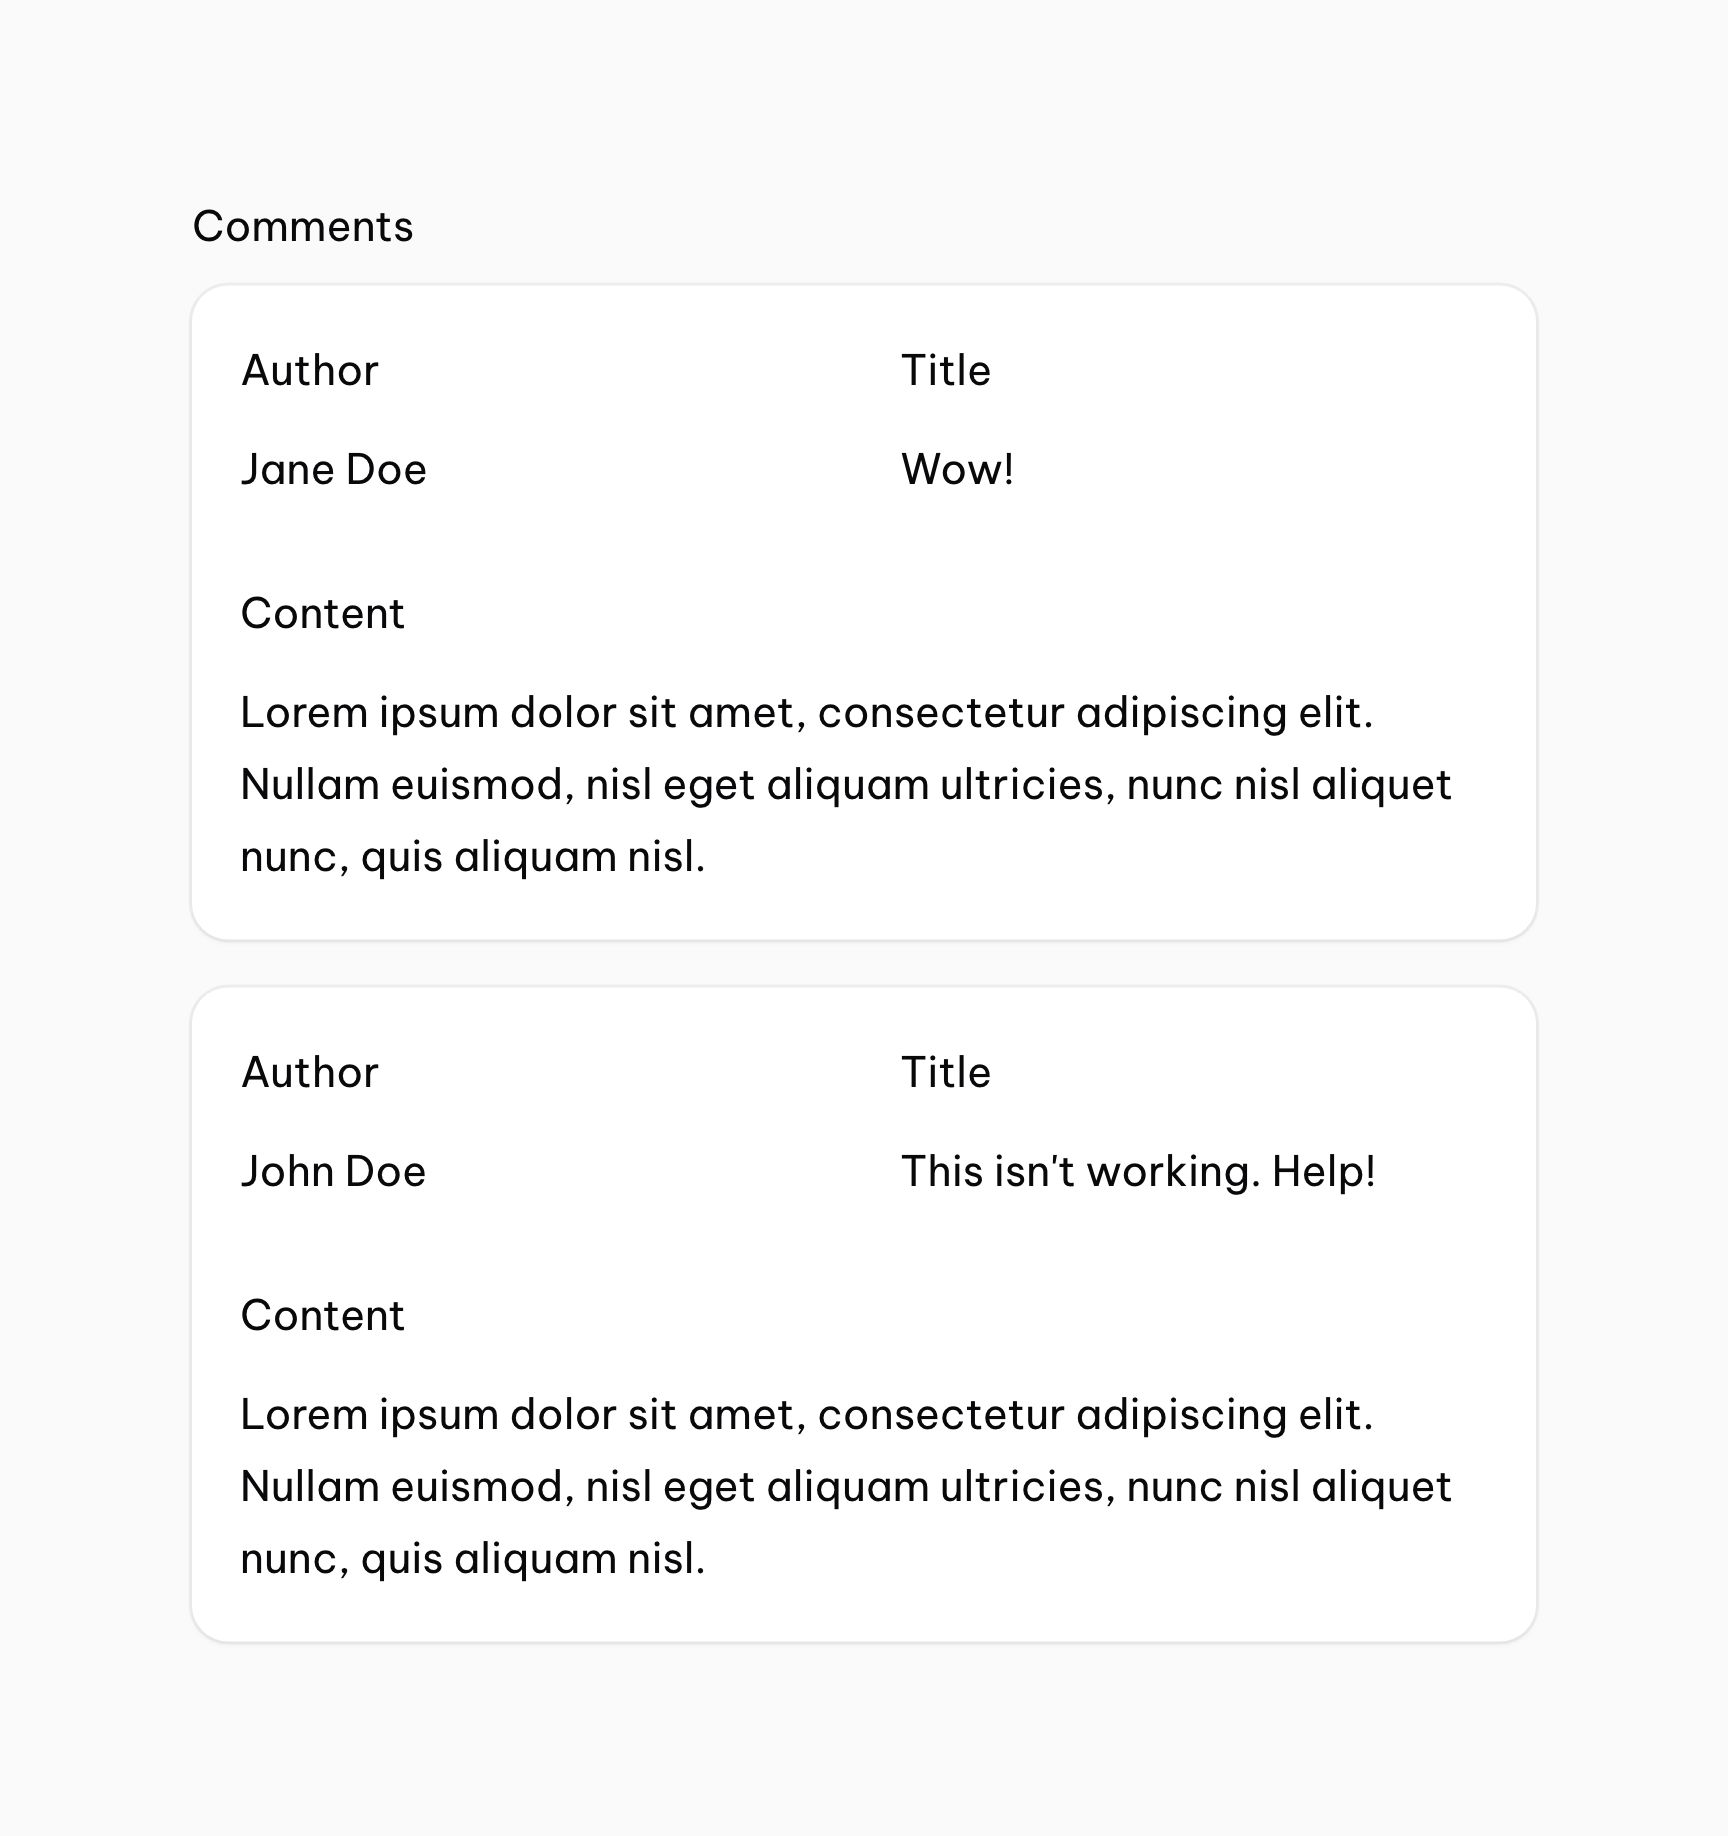 Comments
Author
Title
Jane Doe
Wow!
Content
Lorem ipsum dolor sit amet, consectetur adipiscing elit.
Nullam euismod, nisl eget aliquam ultricies, nunc nisl aliquet
nunc, quis aliquam nisl.
Author
Title
John Doe
This isn't working. Help!
Content
Lorem ipsum dolor sit amet, consectetur adipiscing elit.
Nullam euismod, nisl eget aliquam ultricies, nunc nisl aliquet
nunc, quis aliquam nisl.